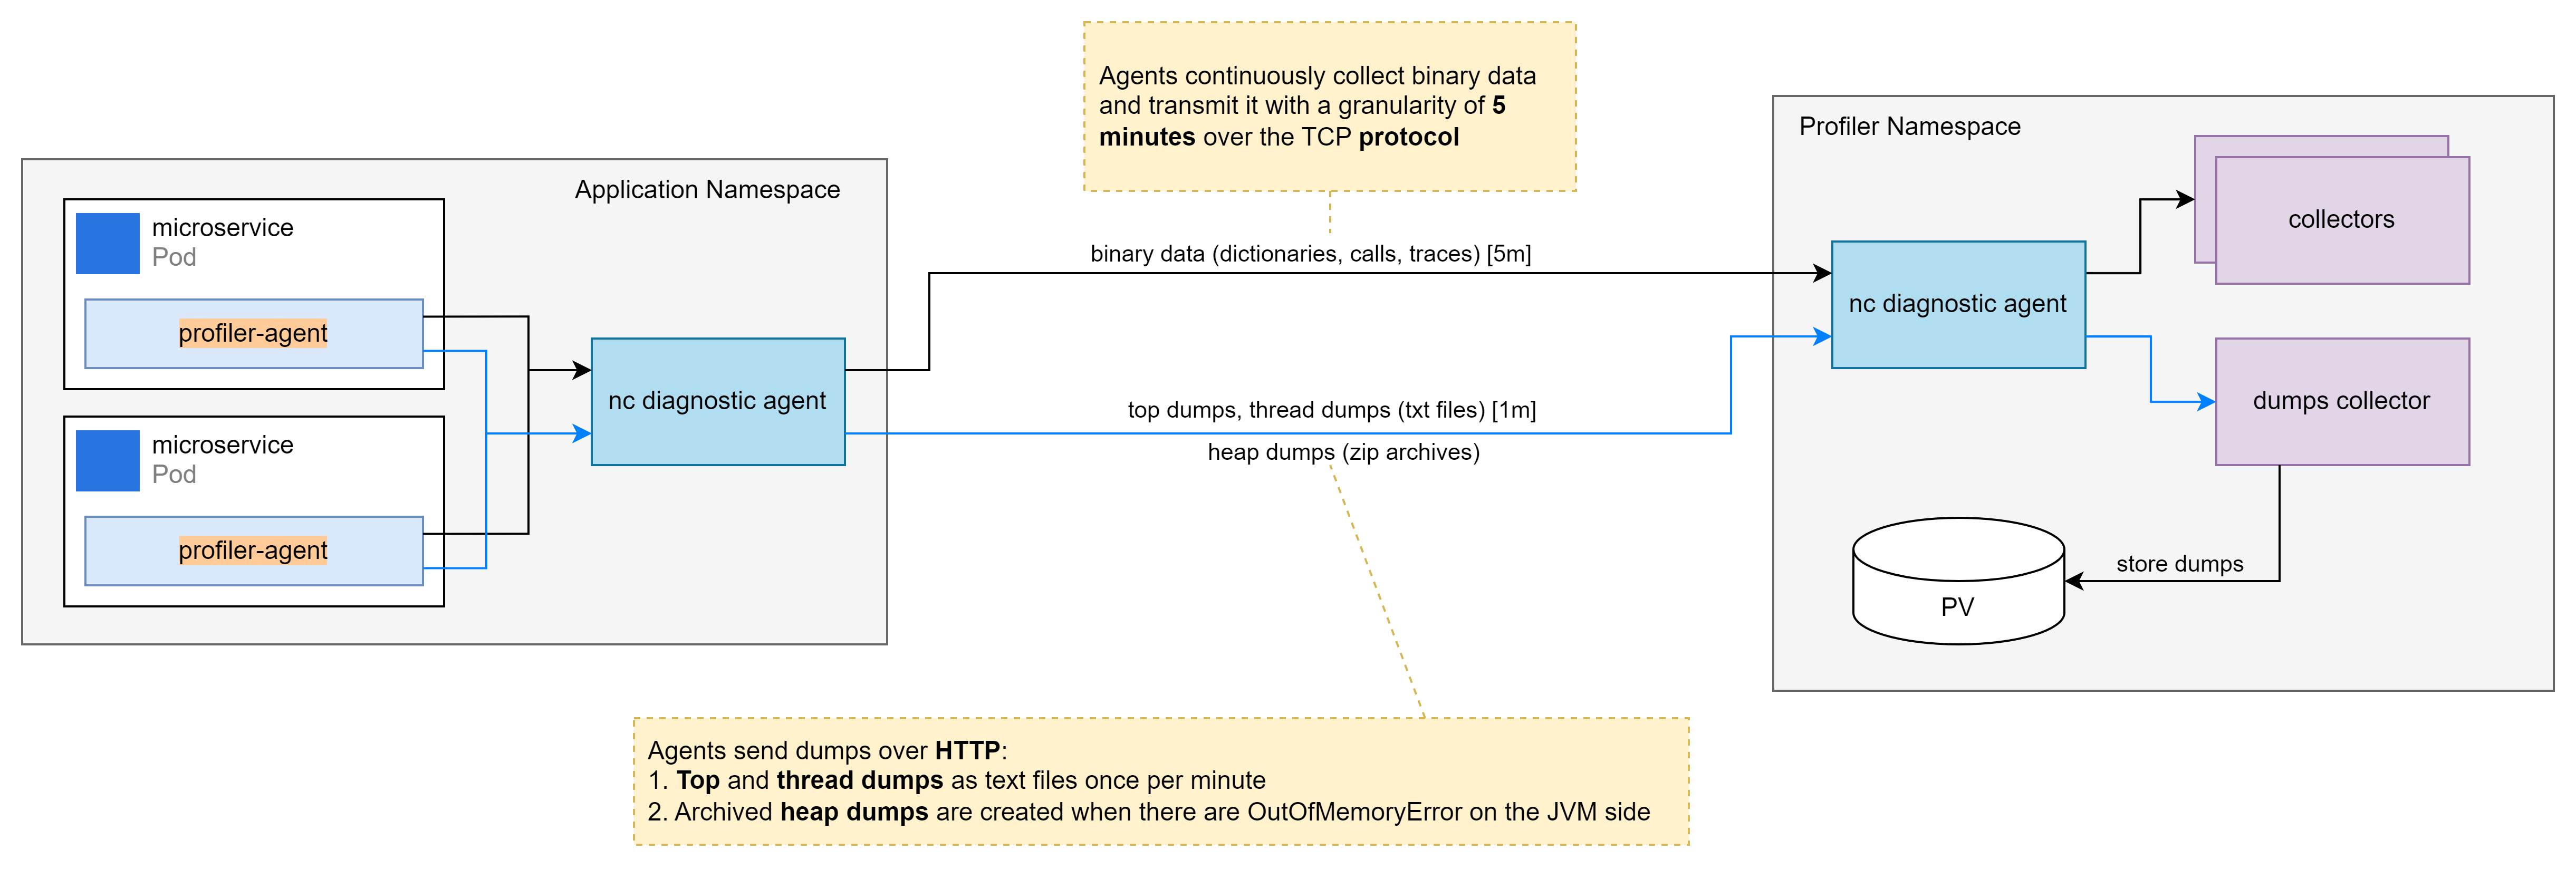 Agents continuously collect binary data
and transmit it with a granularity of 5
minutes over the TCP protocol
Application Namespace
microservice
Pod
profiler-agent
microservice
Pod
profiler-agent
nc diagnostic agent
binary data (dictionaries, calls, traces) [5m]
top dumps, thread dumps (txt files) [1m]
heap dumps (zip archives)
Profiler Namespace
nc diagnostic agent
collectors
dumps collector
store dumps
PV
Agents send dumps over HTTP:
1. Top and thread dumps as text files once per minute
2. Archived heap dumps are created when there are OutOfMemoryError on the JVM side